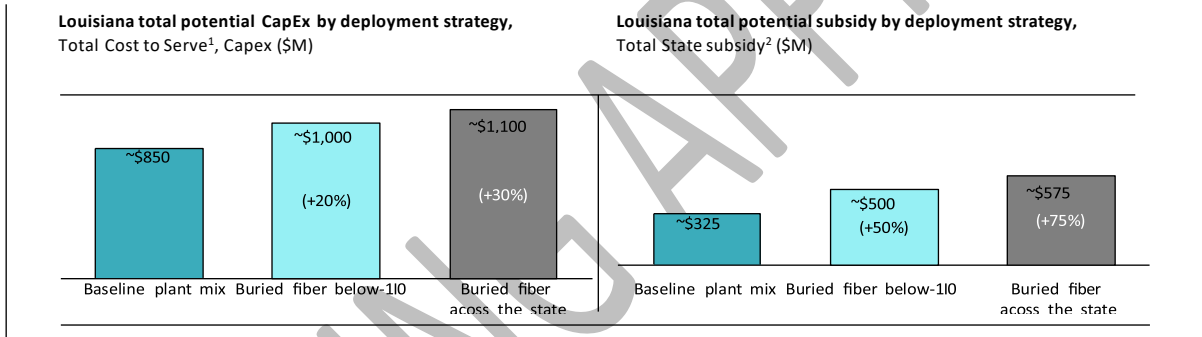 Louisiana total potential CapEx by deployment strategy,
Total Cost to Serve¹, Capex ($M)
~$850
~$1,000
(+20%)
~$1,100
(+30%)
Baseline plant mix
Buried fiber below-1I0
Buried fiber
acoss the state
Louisiana total potential subsidy by deployment strategy,
Total State subsidy² ($M)
~$325
~$500
(+50%)
~$575
(+75%)
Baseline plant mix
Buried fiber below-1I0
Buried fiber
acoss the state